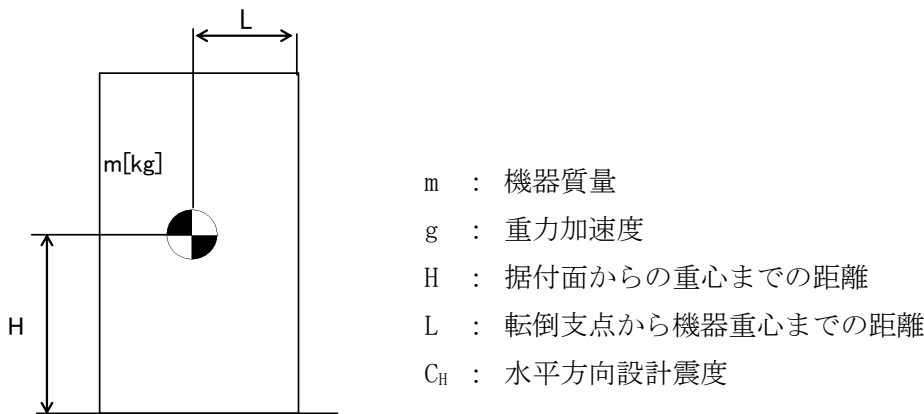 L
m[kg]
H
m : 機器質量
g : 重力加速度
H : 据付面からの重心までの距離
L : 転倒支点から機器重心までの距離
C_H : 水平方向設計震度